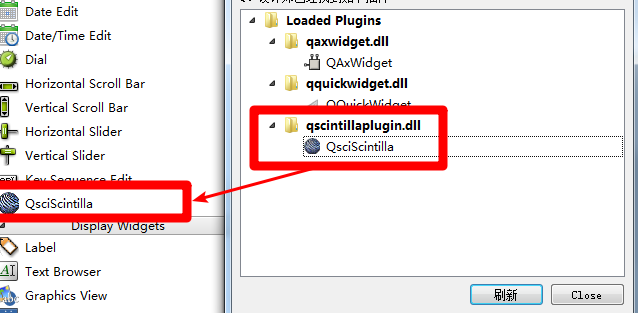 Date Edit
Date/Time Edit
Dial
Horizontal Scroll Bar
Vertical Scroll Bar
Horizontal Slider
Vertical Slider
Key Sequence Edit
QsciScintilla
Display Widgets
Label
Text Browser
Graphics View
Loaded Plugins
qaxwidget.dll
QAxWidget
qquickwidget.dll
QQuickWidget
qscintillaplugin.dll
QsciScintilla
刷新
Close